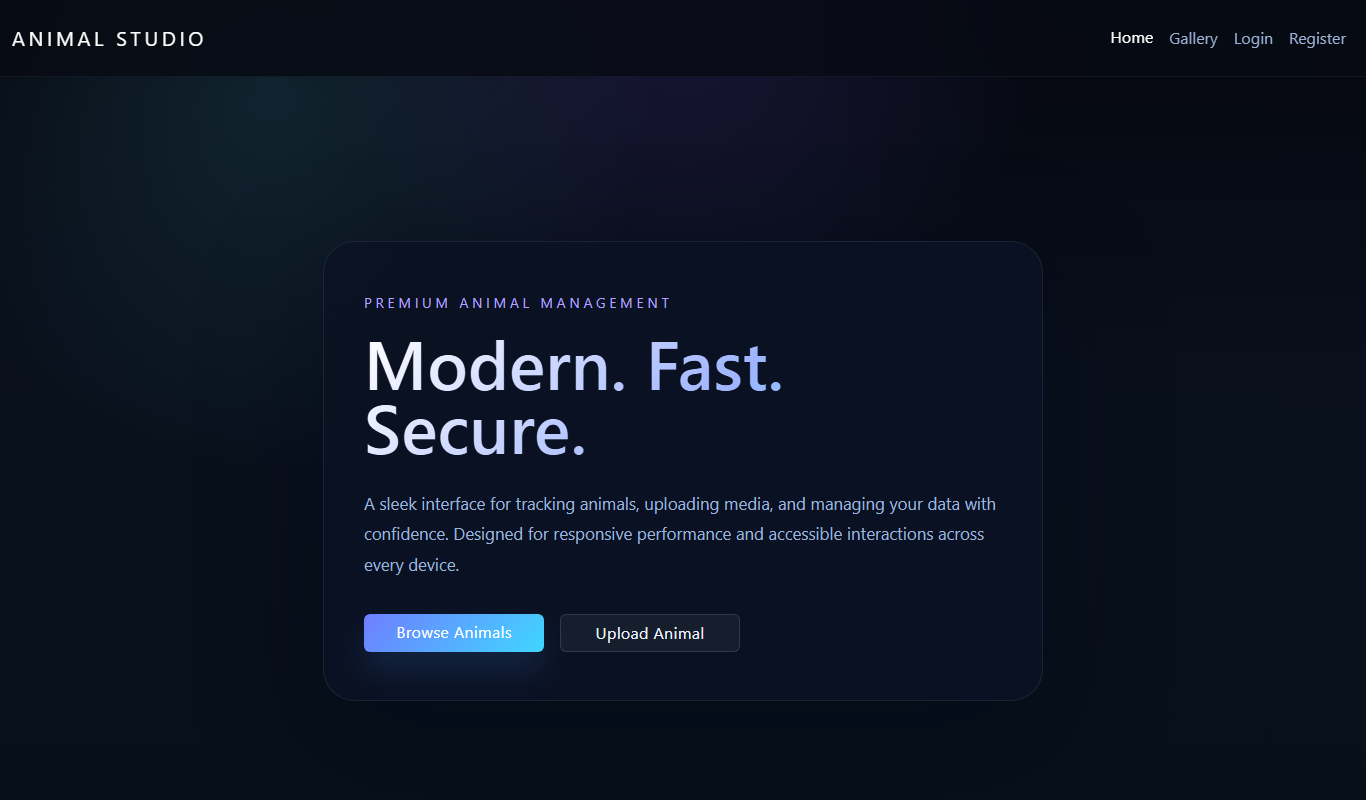 ANIMAL STUDIO
Home Gallery Login Register
PREMIUM ANIMAL MANAGEMENT
Modern. Fast.
Secure.
A sleek interface for tracking animals, uploading media, and managing your data with
confidence. Designed for responsive performance and accessible interactions across
every device.
Browse Animals Upload Animal